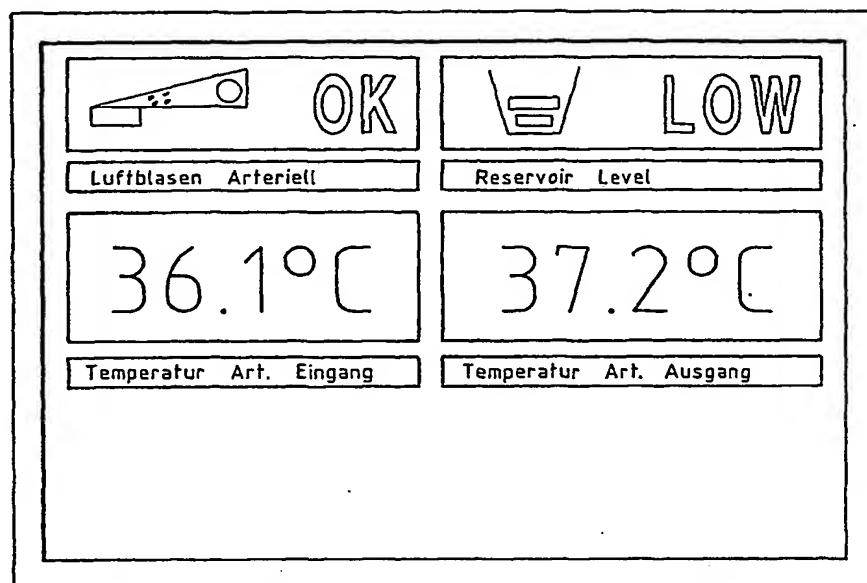 OK LOW
Luftblasen Arteriell Reservoir Level
36.1°C 37.2°C
Temperatur Art. Eingang Temperatur Art. Ausgang